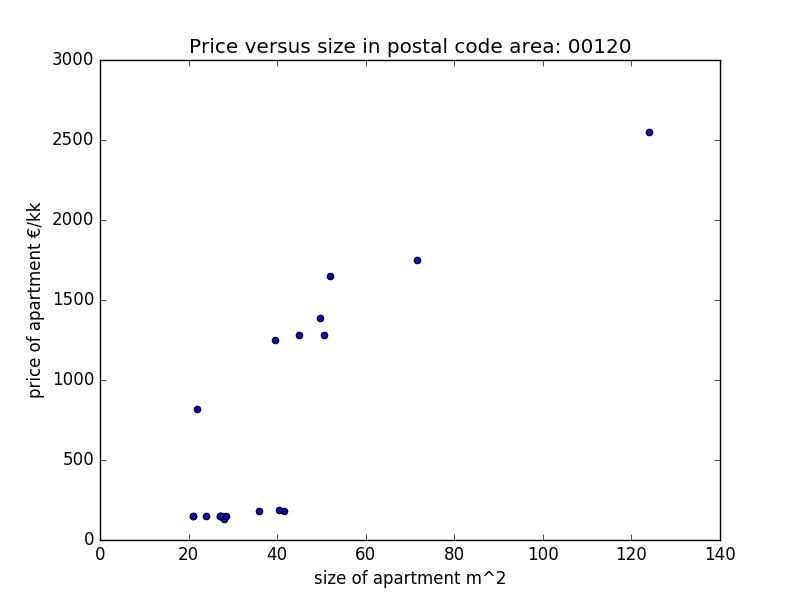 Price versus size in postal code area: 00120
3000
2500
2000
1500
1000
500
0
price of apartment €/kk
0 20 40 60 80 100 120 140
size of apartment m^2